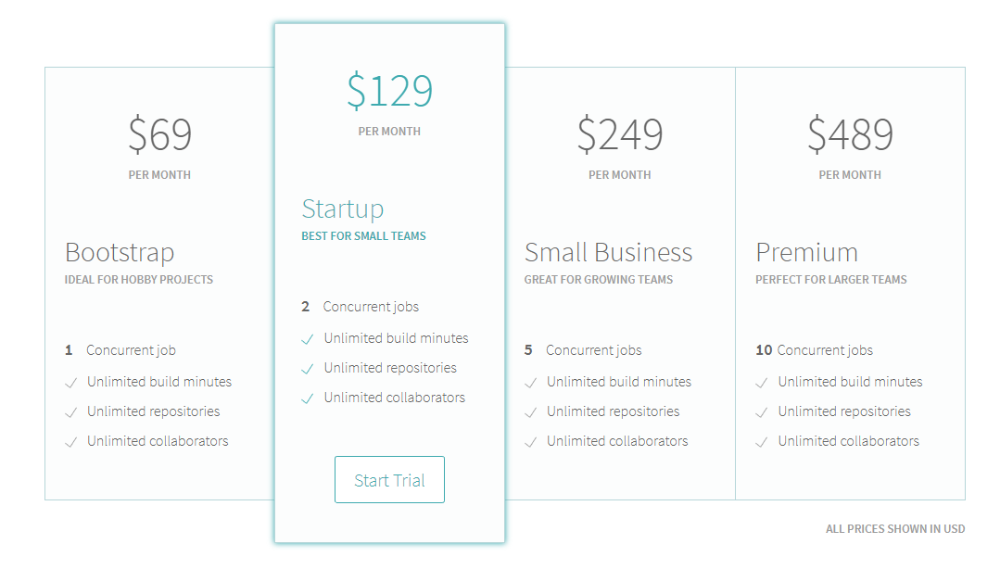 $69
PER MONTH
Bootstrap
IDEAL FOR HOBBY PROJECTS
1 Concurrent job
Unlimited build minutes
Unlimited repositories
Unlimited collaborators
$129
PER MONTH
Startup
BEST FOR SMALL TEAMS
2 Concurrent jobs
Unlimited build minutes
Unlimited repositories
Unlimited collaborators
Start Trial
$249
PER MONTH
Small Business
GREAT FOR GROWING TEAMS
5 Concurrent jobs
Unlimited build minutes
Unlimited repositories
Unlimited collaborators
$489
PER MONTH
Premium
PERFECT FOR LARGER TEAMS
10 Concurrent jobs
Unlimited build minutes
Unlimited repositories
Unlimited collaborators
ALL PRICES SHOWN IN USD